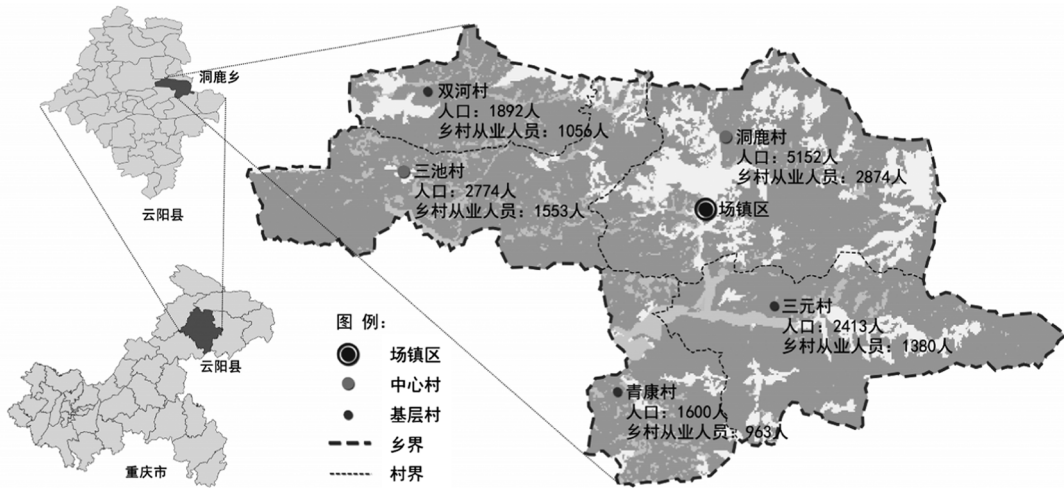 洞鹿乡
云阳县
云阳县
重庆市
双河村
人口：1892人
乡村从业人员：1056人
三池村
人口：2774人
乡村从业人员：1553人
洞鹿村
人口：5152人
乡村从业人员：2874人
场镇区
三元村
人口：2413人
乡村从业人员：1380人
青康村
人口：1600人
乡村从业人员：963人
图 例：
场镇区
中心村
基层村
乡界
村界